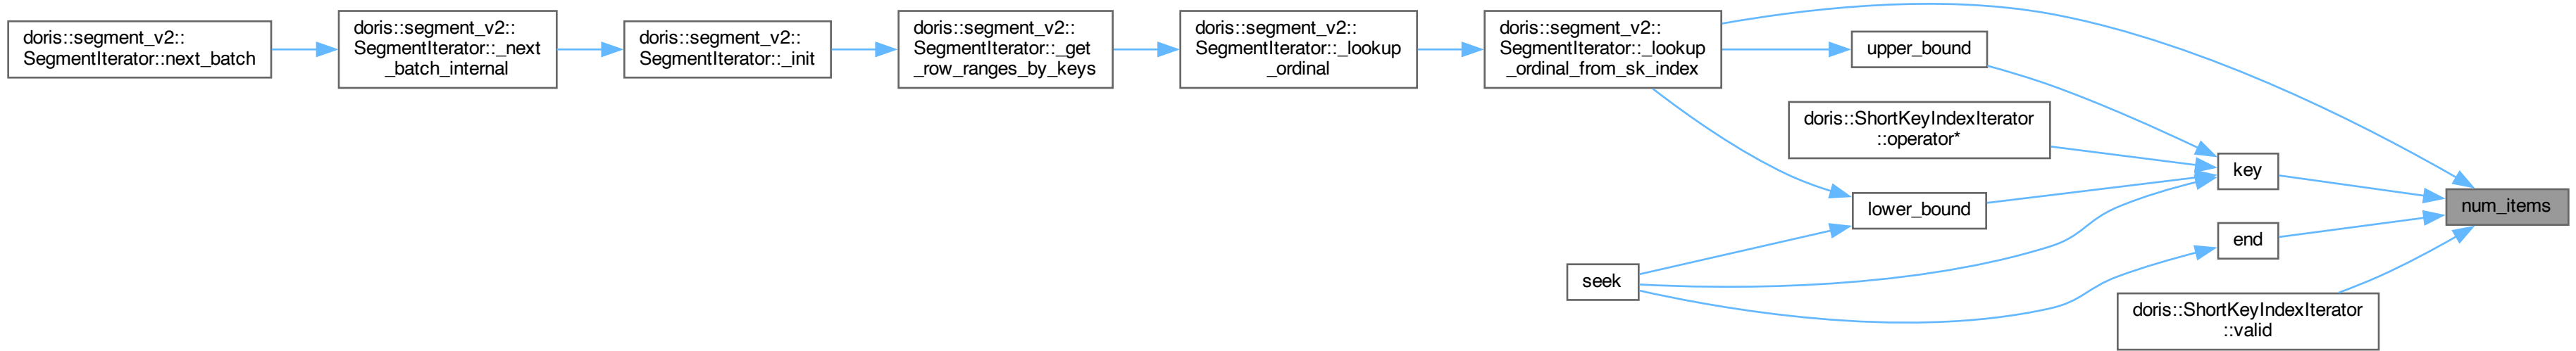 doris::segment_v2::
SegmentIterator::next_batch
doris::segment_v2::
SegmentIterator::_next
_batch_internal
doris::segment_v2::
SegmentIterator::_init
doris::segment_v2::
SegmentIterator::_get
_row_ranges_by_keys
doris::segment_v2::
SegmentIterator::_lookup
_ordinal
doris::segment_v2::
SegmentIterator::_lookup
_ordinal_from_sk_index
upper_bound
doris::ShortKeyIndexIterator
::operator*
lower_bound
seek
key
end
doris::ShortKeyIndexIterator
::valid
num_items